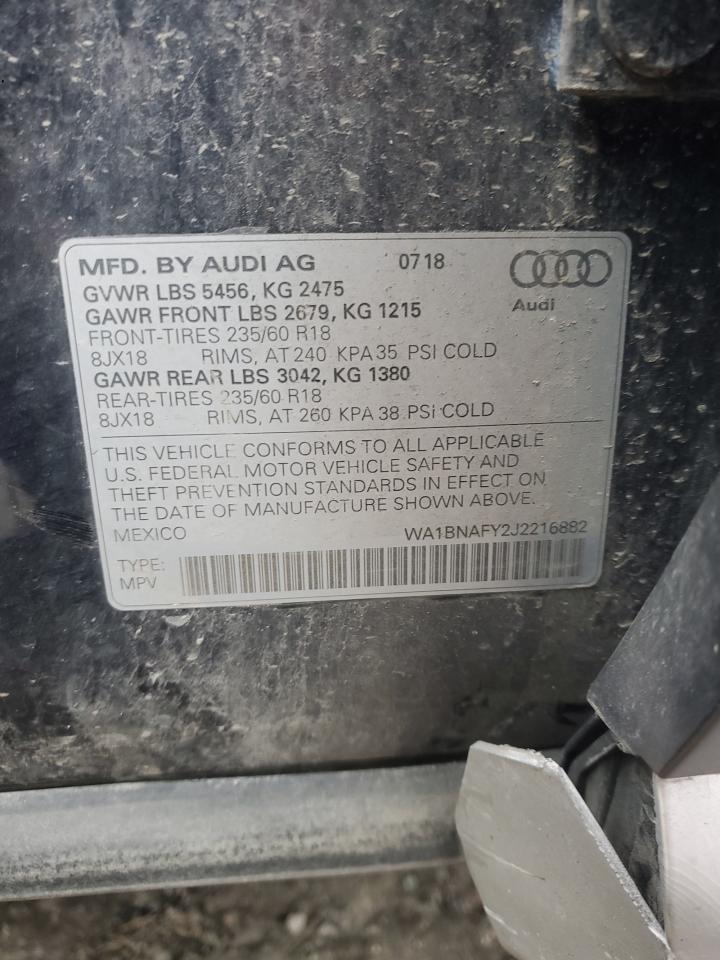 MFD. BY AUDI AG 0718
Audi
GVWR LBS 5456, KG 2475
GAWR FRONT LBS 2679, KG 1215
FRONT-TIRES 235/60 R18
8JX18 RIMS, AT 240 KPA 35 PSI COLD
GAWR REAR LBS 3042, KG 1380
REAR-TIRES 235/60 R18
8JX18 RIMS, AT 260 KPA 38 PSI COLD
THIS VEHICLE CONFORMS TO ALL APPLICABLE
U.S. FEDERAL MOTOR VEHICLE SAFETY AND
THEFT PREVENTION STANDARDS IN EFFECT ON
THE DATE OF MANUFACTURE SHOWN ABOVE.
MEXICO WA1BNAFY2J2216882
TYPE:
MPV